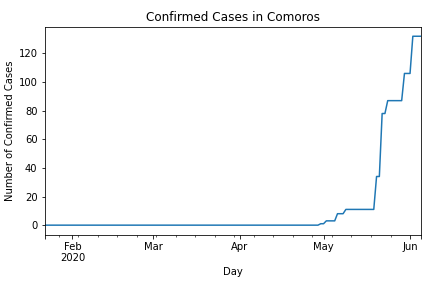 Confirmed Cases in Comoros
Number of Confirmed Cases
120
100
80
60
40
20
0
Feb
2020
Mar
Apr
May
Jun
Day